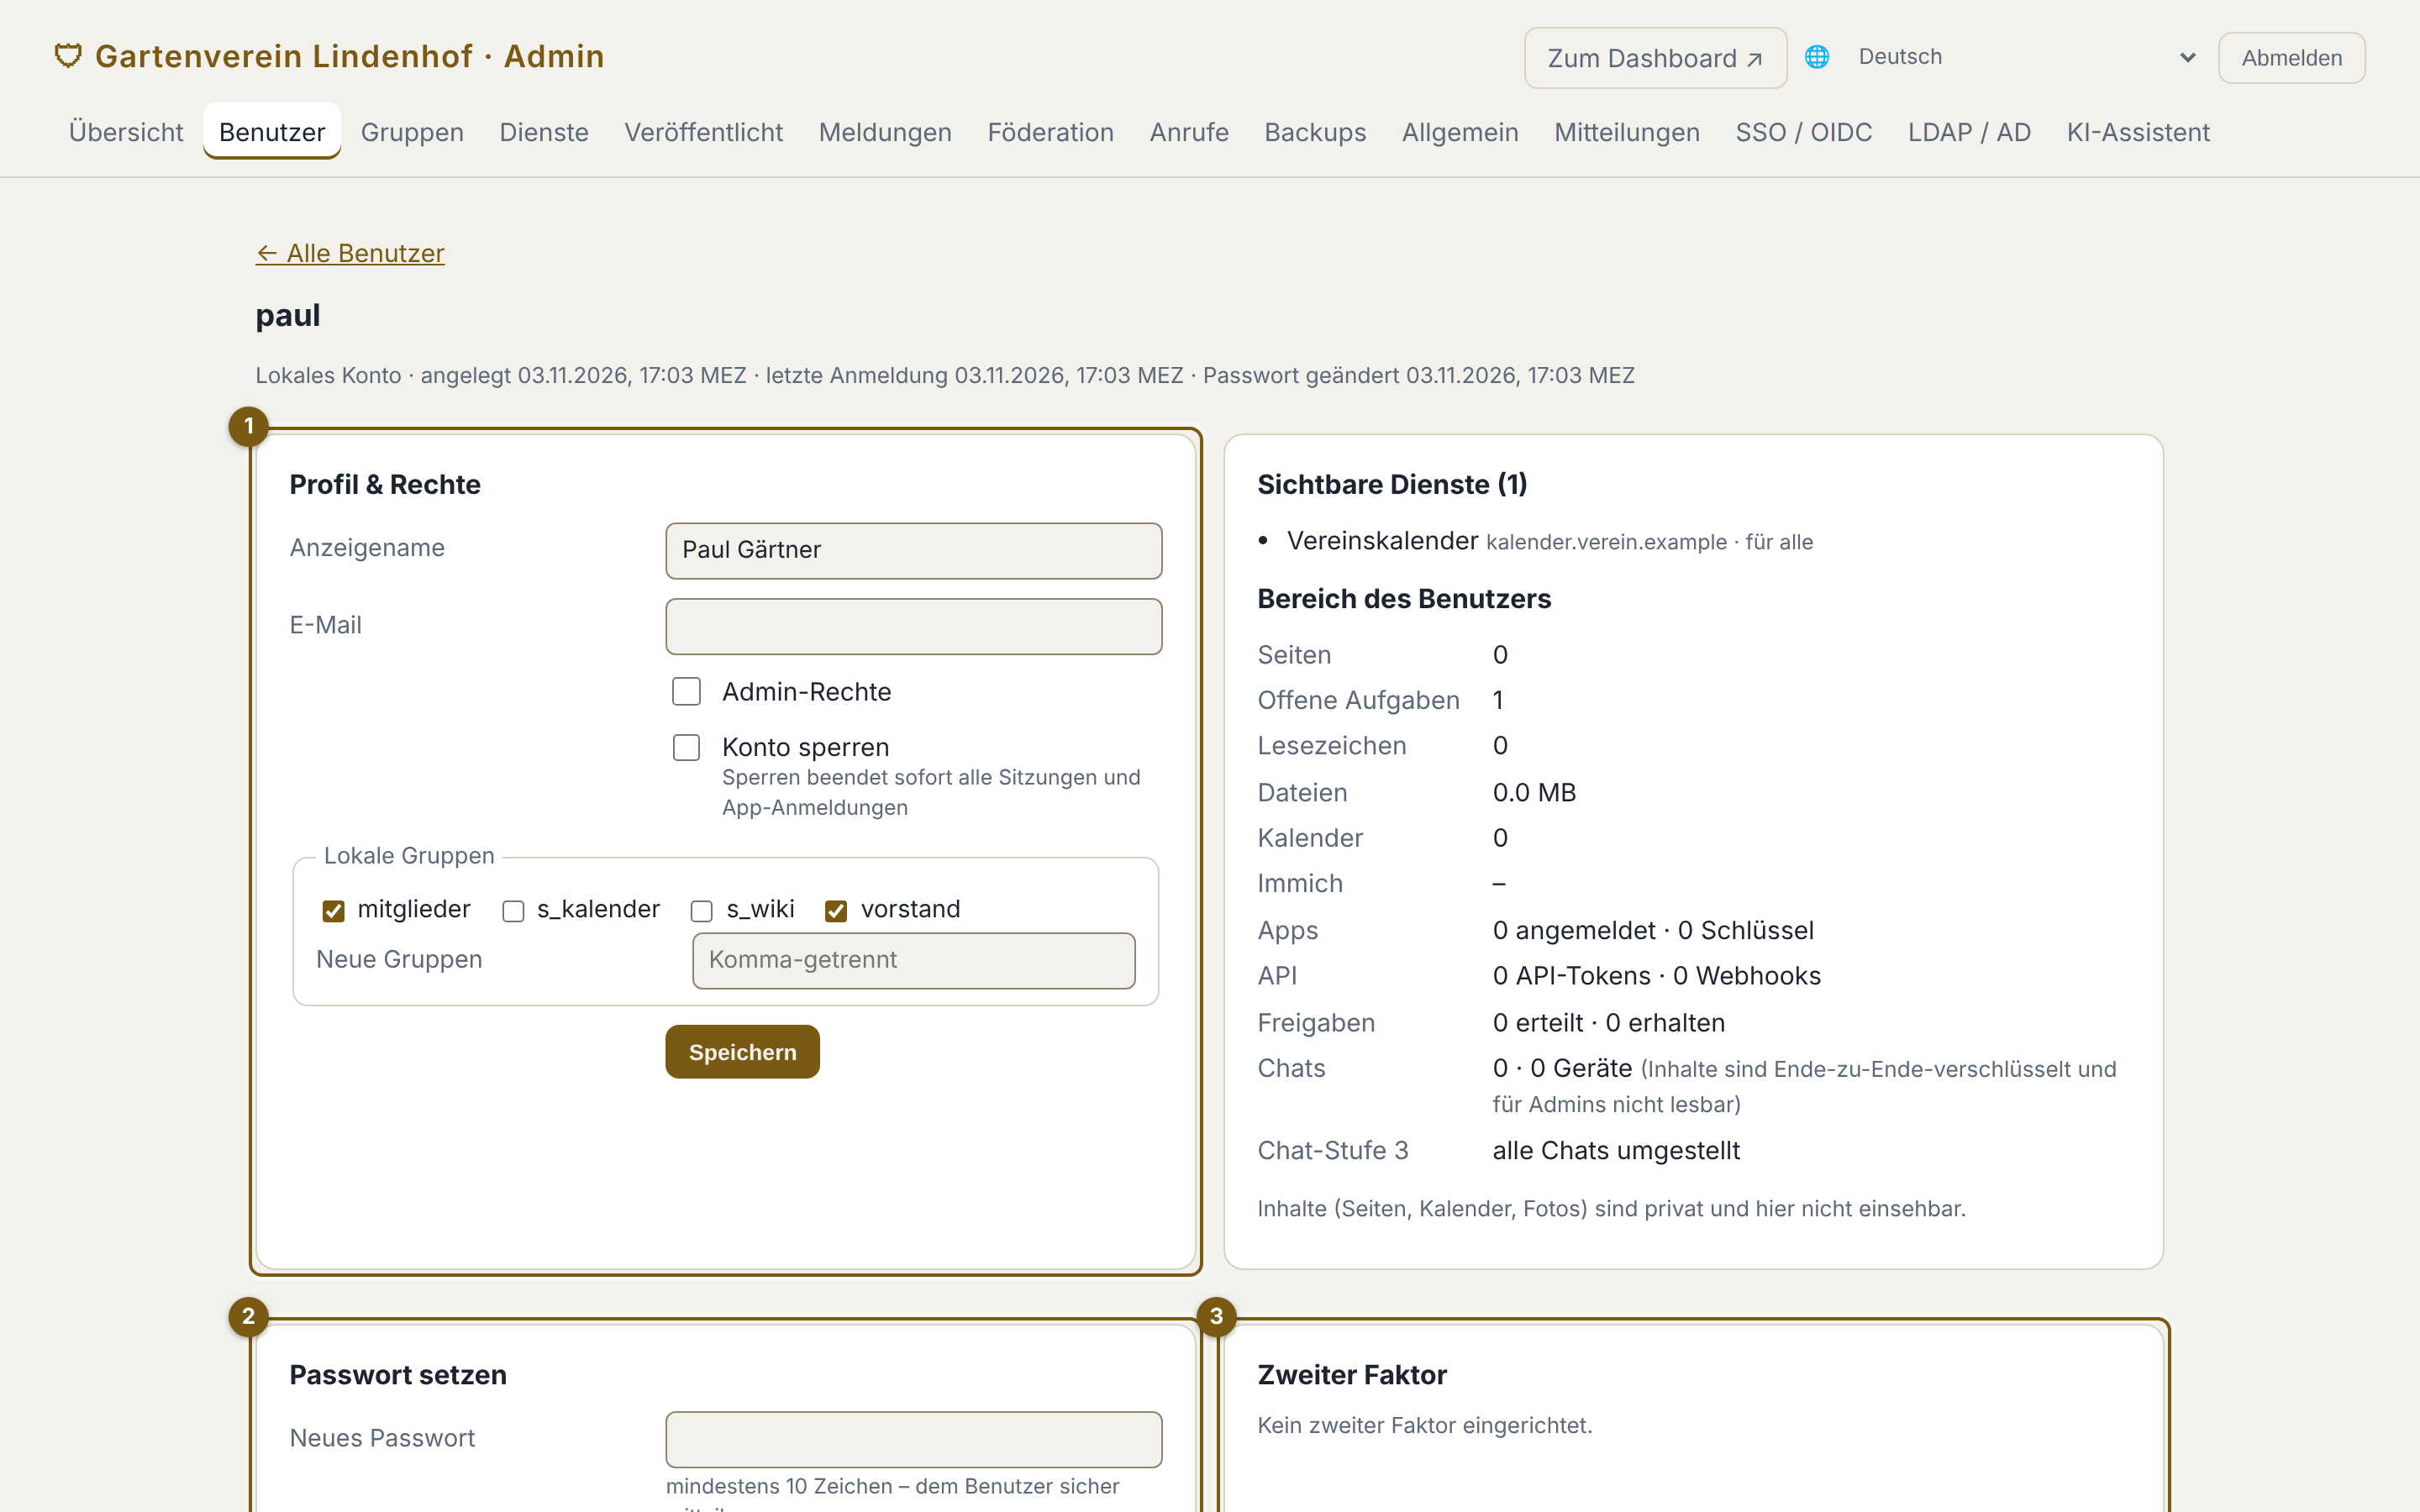 Gartenverein Lindenhof · Admin
Zum Dashboard ↗
Deutsch
Abmelden
Übersicht
Benutzer
Gruppen
Dienste
Veröffentlicht
Meldungen
Föderation
Anrufe
Backups
Allgemein
Mitteilungen
SSO / OIDC
LDAP / AD
KI-Assistent
← Alle Benutzer
paul
Lokales Konto · angelegt 03.11.2026, 17:03 MEZ · letzte Anmeldung 03.11.2026, 17:03 MEZ · Passwort geändert 03.11.2026, 17:03 MEZ
1
Profil & Rechte
Anzeigename
Paul Gärtner
E-Mail
Admin-Rechte
Konto sperren
Sperren beendet sofort alle Sitzungen und
App-Anmeldungen
Lokale Gruppen
mitglieder
s_kalender
s_wiki
vorstand
Neue Gruppen
Komma-getrennt
Speichern
Sichtbare Dienste (1)
• Vereinskalender kalender.verein.example · für alle
Bereich des Benutzers
Seiten 0
Offene Aufgaben 1
Lesezeichen 0
Dateien 0.0 MB
Kalender 0
Immich –
Apps 0 angemeldet · 0 Schlüssel
API 0 API-Tokens · 0 Webhooks
Freigaben 0 erteilt · 0 erhalten
Chats 0 · 0 Geräte (Inhalte sind Ende-zu-Ende-verschlüsselt und
für Admins nicht lesbar)
Chat-Stufe 3 alle Chats umgestellt
Inhalte (Seiten, Kalender, Fotos) sind privat und hier nicht einsehbar.
2
Passwort setzen
Neues Passwort
mindestens 10 Zeichen – dem Benutzer sicher
3
Zweiter Faktor
Kein zweiter Faktor eingerichtet.